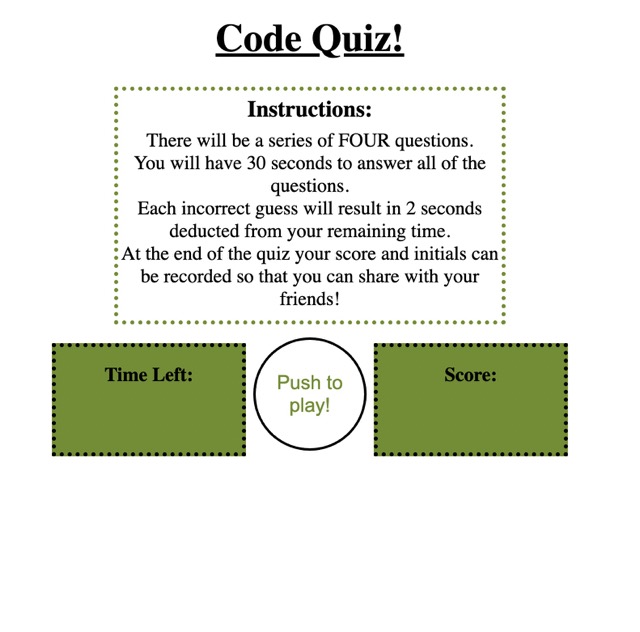 Code Quiz!
Instructions:
There will be a series of FOUR questions.
You will have 30 seconds to answer all of the
questions.
Each incorrect guess will result in 2 seconds
deducted from your remaining time.
At the end of the quiz your score and initials can
be recorded so that you can share with your
friends!
Time Left:
Push to
play!
Score: